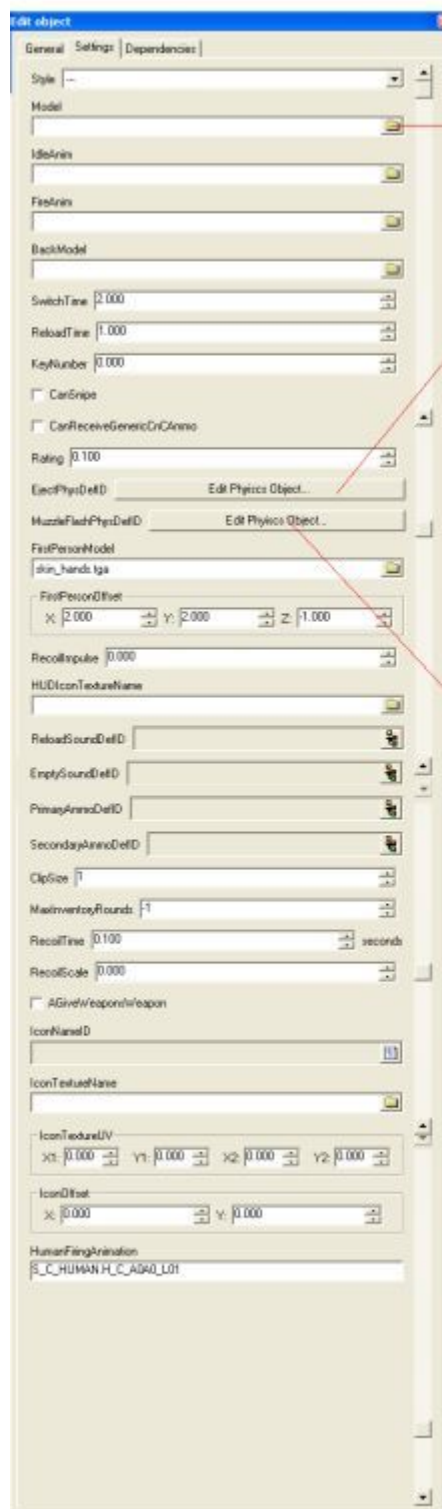 Edit object
General Settings Dependencies
Style --
Model
IdleAnim
FireAnim
BackModel
SwitchTime 2.000
ReloadTime 1.000
KeyNumber 0.000
CanSnipe
CanReceiveGenericCnCAmmo
Rating 0.100
EjectPhysDefID Edit Phyiscs Object...
MuzzleFlashPhysDefID Edit Phyiscs Object...
FirstPersonModel
skin_hands.tga
FirstPersonOffset
X: 2.000 Y: 2.000 Z: -1.000
RecoilImpulse 0.000
HUDIconTextureName
ReloadSoundDefID
EmptySoundDefID
PrimaryAmmoDefID
SecondaryAmmoDefID
ClipSize 1
MaxInventoryRounds -1
RecoilTime 0.100 seconds
RecoilScale 0.000
AGiveWeaponsWeapon
IconNameID
IconTextureName
IconTextureUV
X1: 0.000 Y1: 0.000 X2: 0.000 Y2: 0.000
IconOffset
X: 0.000 Y: 0.000
HumanFiringAnimation
S_C_HUMAN.H_C_A0A0_L01